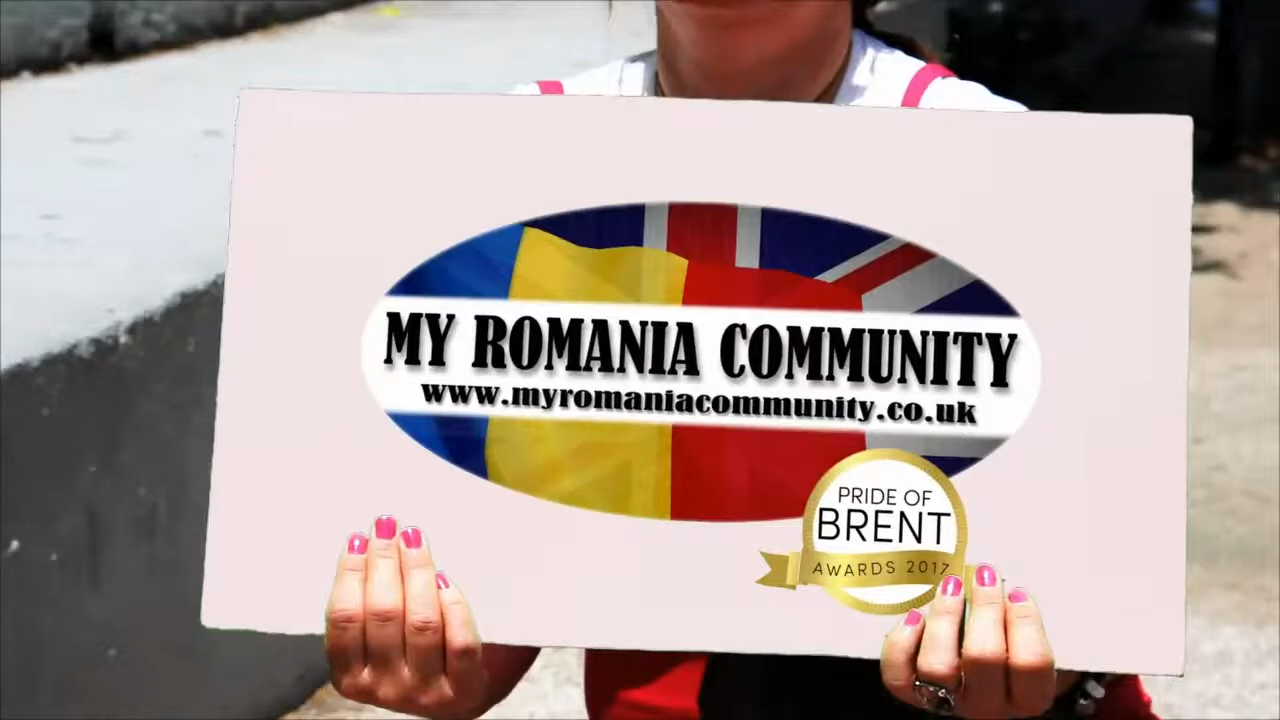 MY ROMANIA COMMUNITY
www.myromaniacommunity.co.uk
PRIDE OF
BRENT
AWARDS 2017